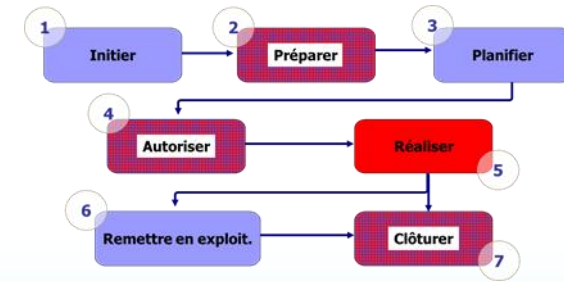 1
Initier
2
Préparer
3
Planifier
4
Autoriser
Réaliser
5
6
Remettre en exploit.
Clôturer
7